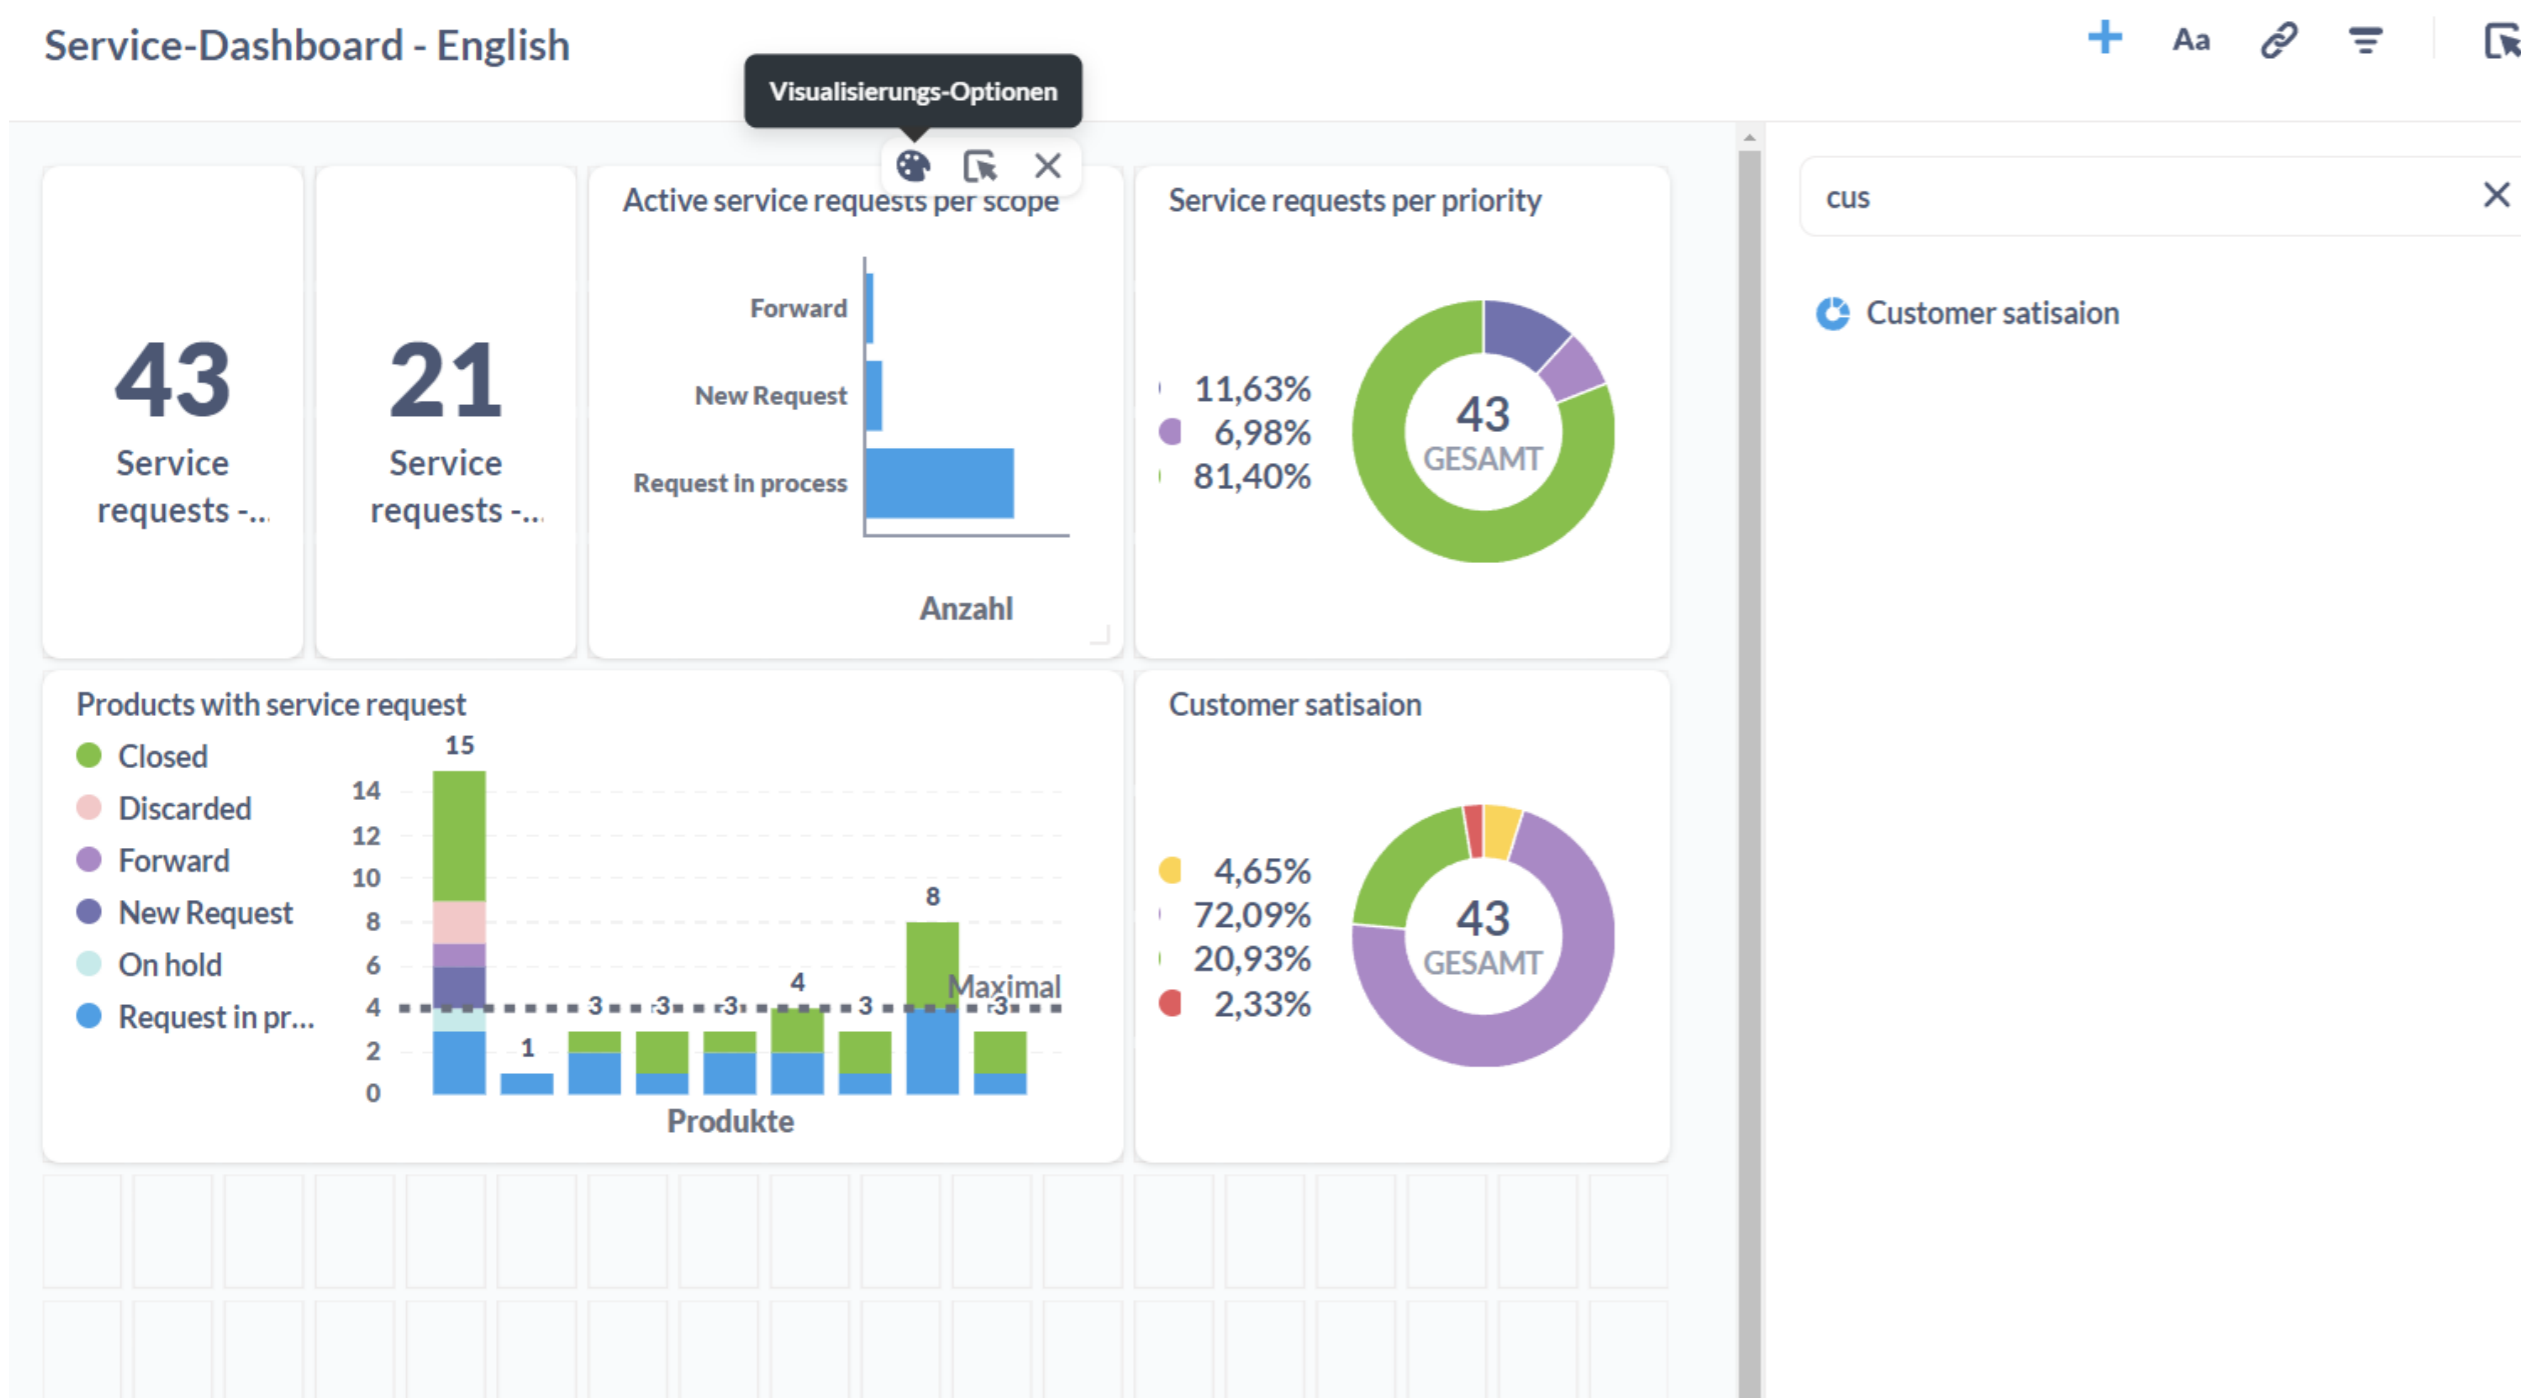 Service-Dashboard - English
Aa
Visualisierungs-Optionen
43
Service
requests -...
21
Service
requests -...
Active service requests per scope
Forward
New Request
Request in process
Anzahl
Service requests per priority
11,63%
6,98%
81,40%
43
GESAMT
cus
Customer satisaion
Products with service request
Closed
Discarded
Forward
New Request
On hold
Request in pr...
14
12
10
8
6
4
2
0
15
1
3
3
3
4
3
8
3
Maximal
Produkte
Customer satisaion
4,65%
72,09%
20,93%
2,33%
43
GESAMT